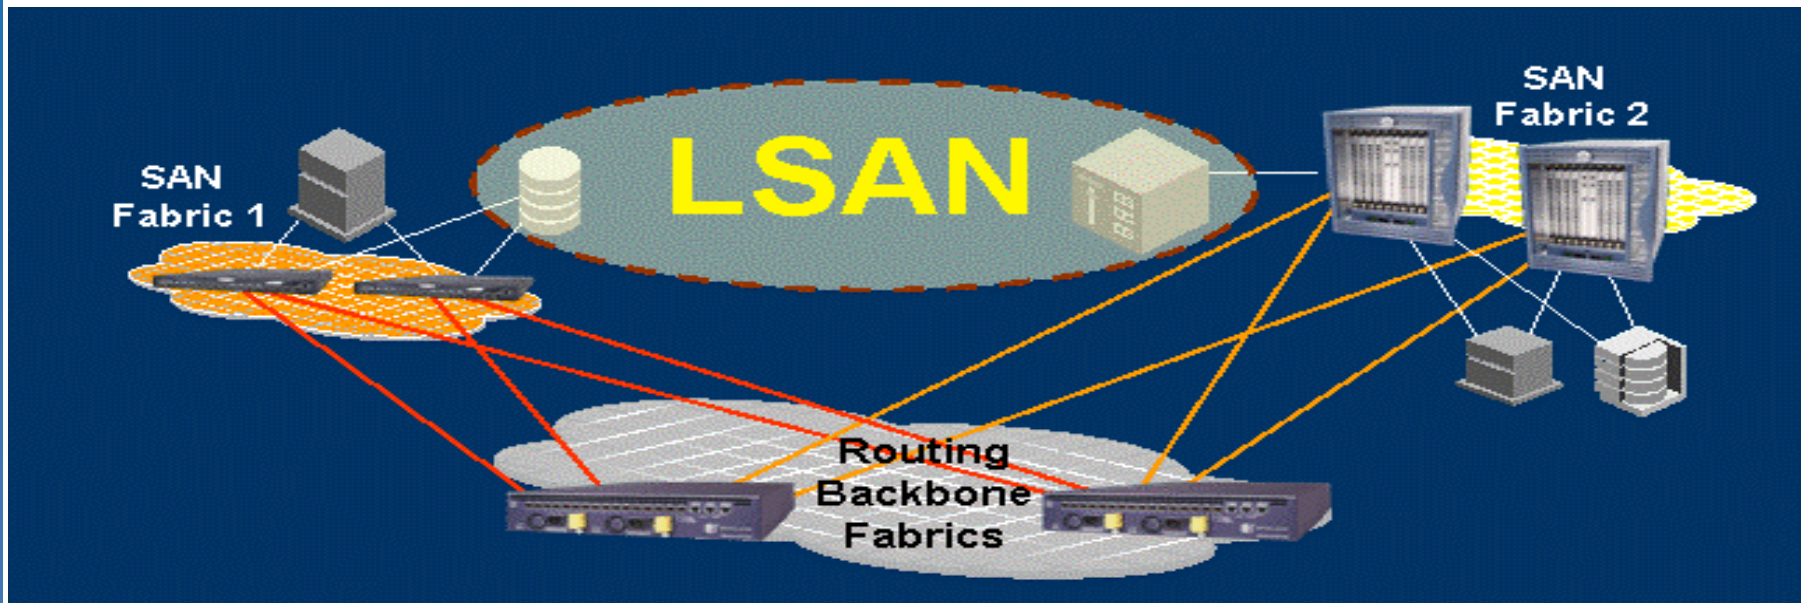 SAN
Fabric 1
LSAN
SAN
Fabric 2
Routing
Backbone
Fabrics